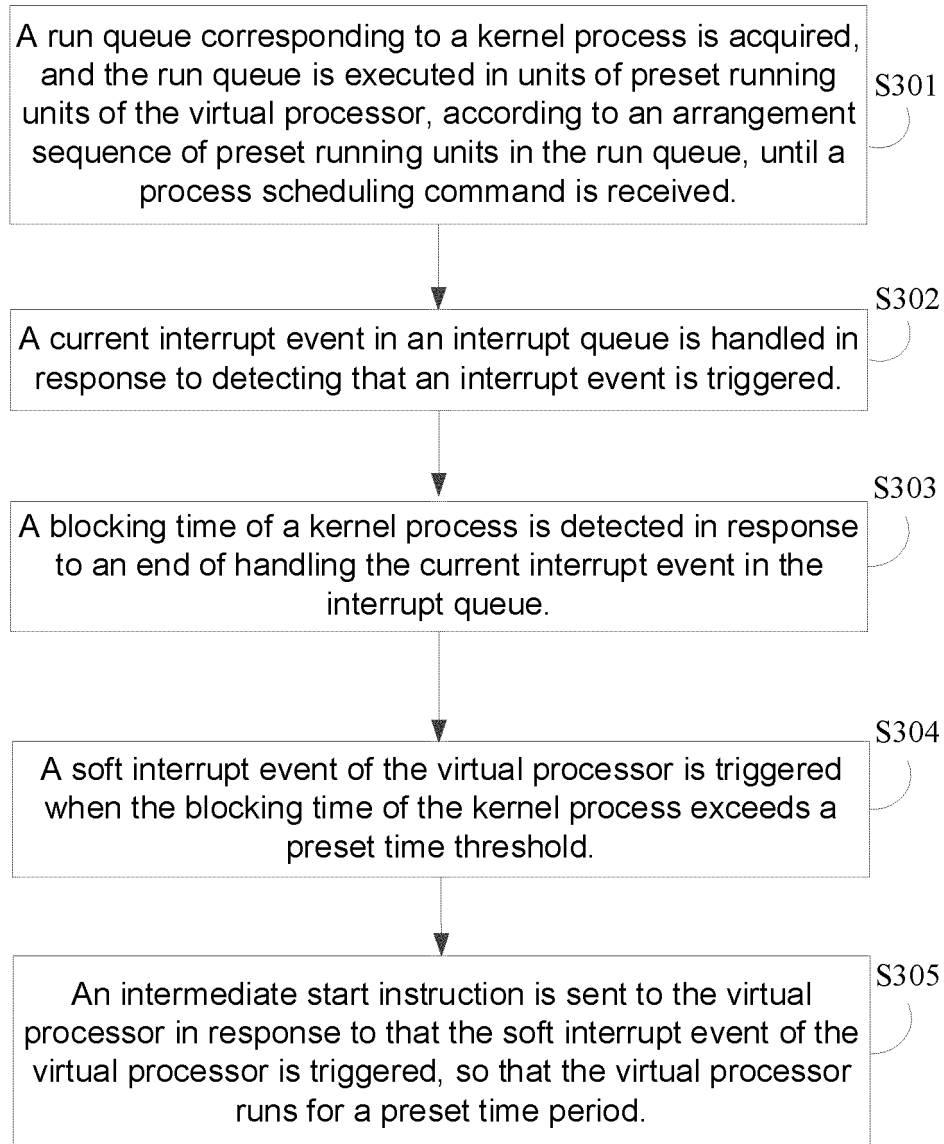 A run queue corresponding to a kernel process is acquired,
and the run queue is executed in units of preset running
units of the virtual processor, according to an arrangement
sequence of preset running units in the run queue, until a
process scheduling command is received.
S301
A current interrupt event in an interrupt queue is handled in
response to detecting that an interrupt event is triggered.
S302
A blocking time of a kernel process is detected in response
to an end of handling the current interrupt event in the
interrupt queue.
S303
A soft interrupt event of the virtual processor is triggered
when the blocking time of the kernel process exceeds a
preset time threshold.
S304
An intermediate start instruction is sent to the virtual
processor in response to that the soft interrupt event of the
virtual processor is triggered, so that the virtual processor
runs for a preset time period.
S305